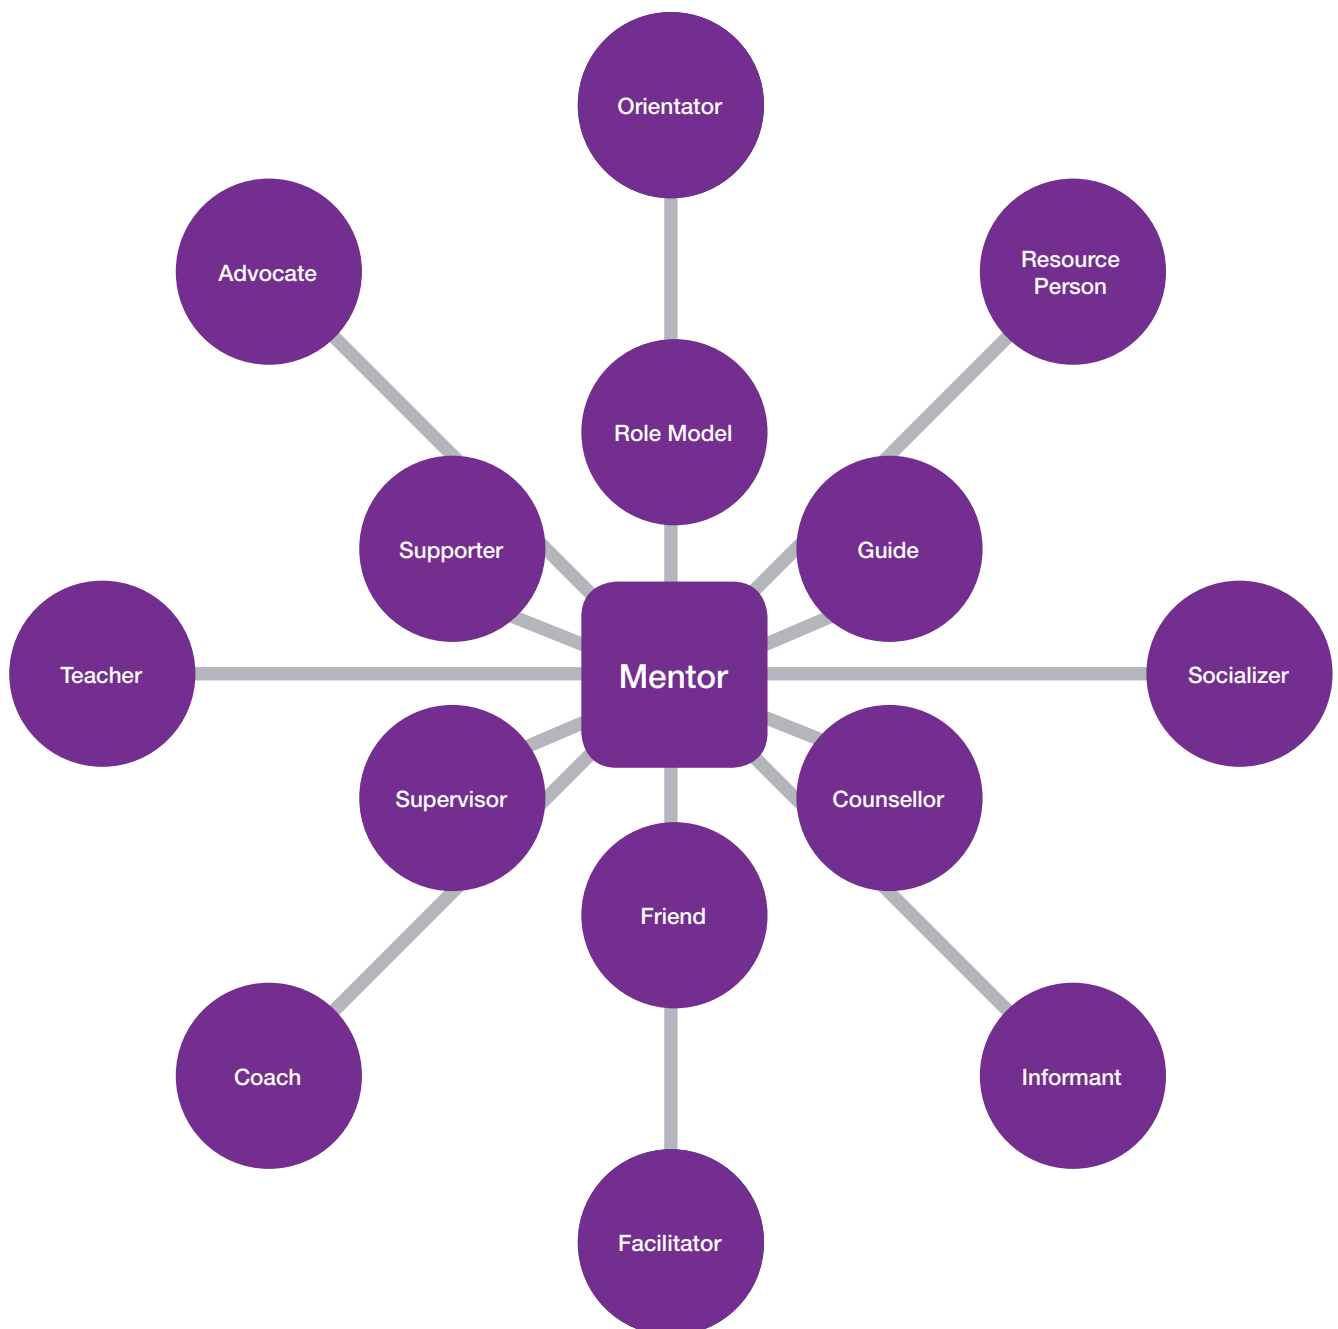 Orientator
Advocate
Resource
Person
Role Model
Supporter
Guide
Teacher
Mentor
Socializer
Supervisor
Counsellor
Friend
Coach
Informant
Facilitator